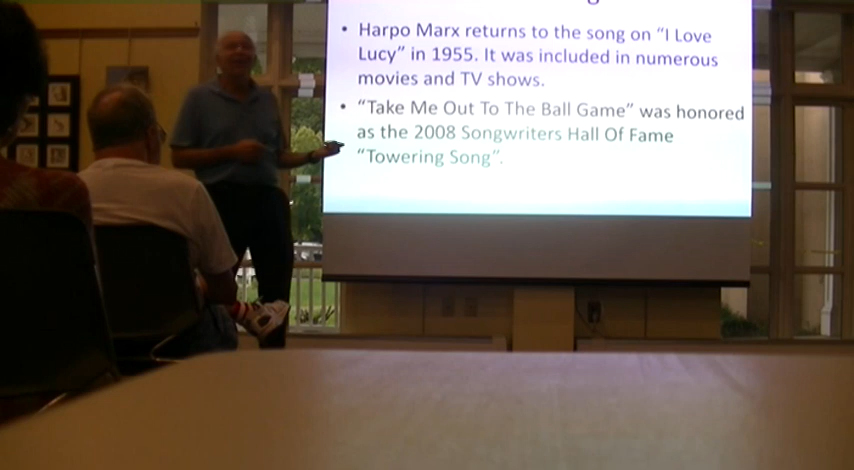 • Harpo Marx returns to the song on “I Love
Lucy” in 1955. It was included in numerous
movies and TV shows.
• “Take Me Out To The Ball Game” was honored
as the 2008 Songwriters Hall Of Fame
“Towering Song”.